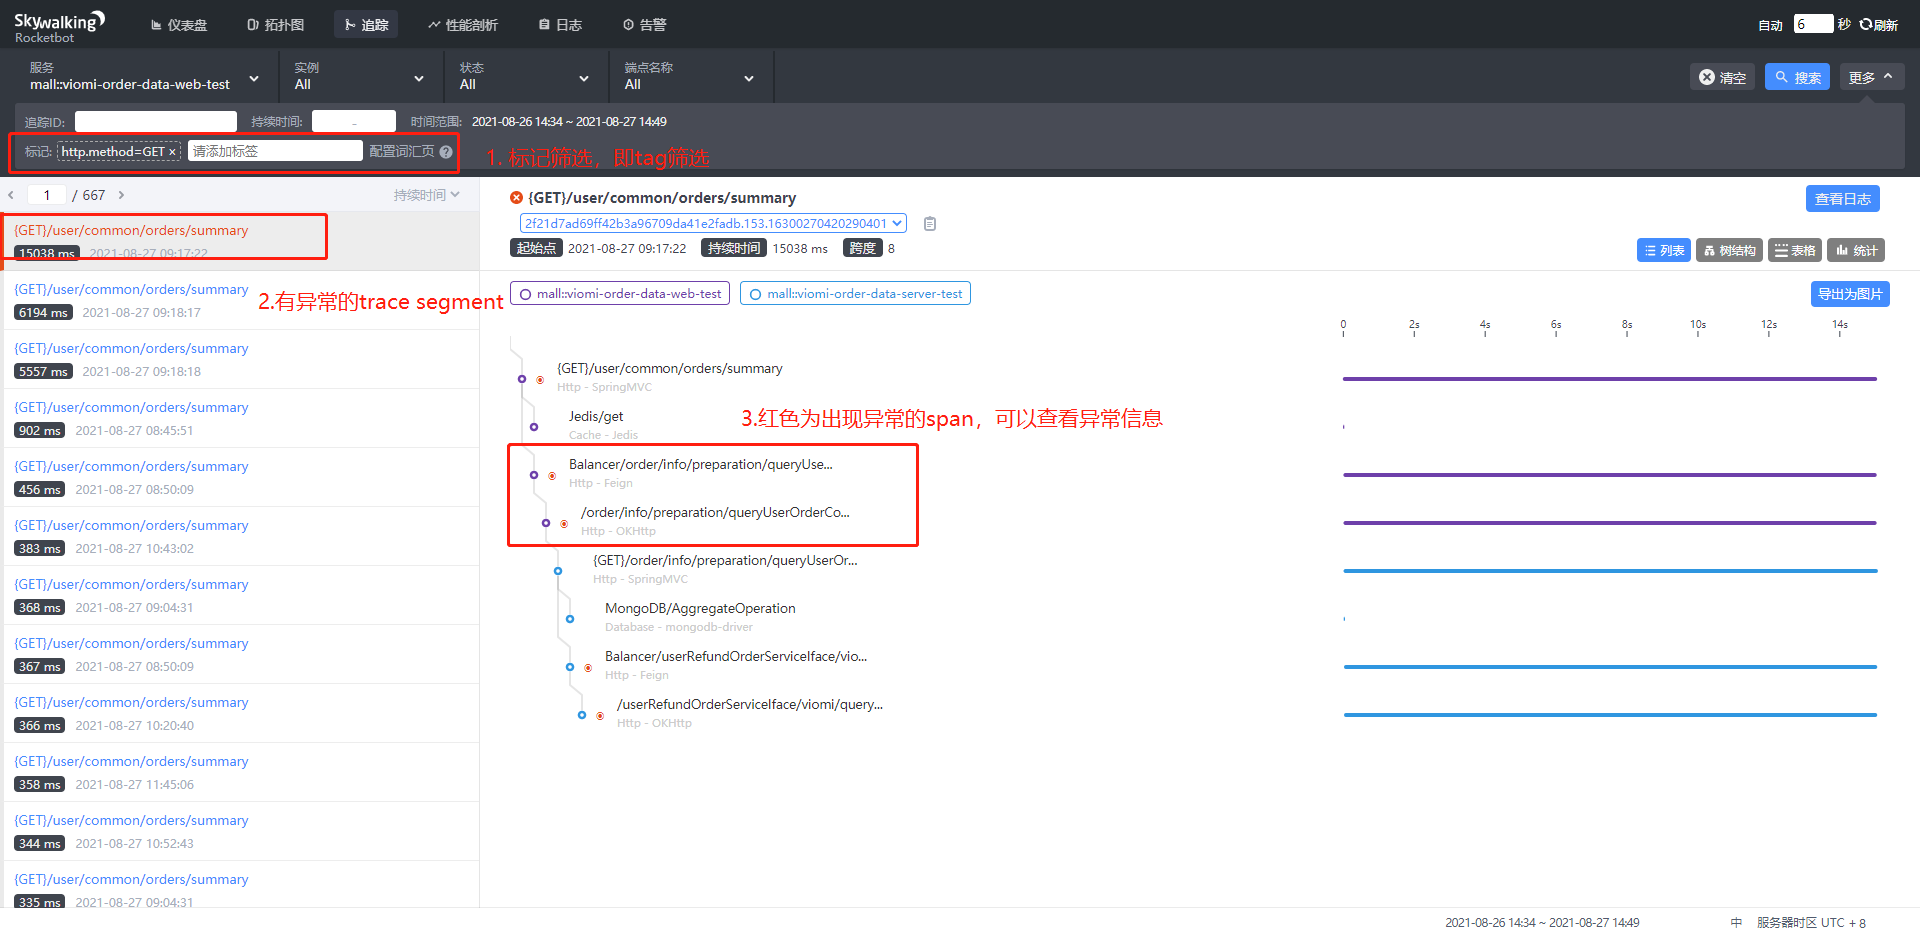 Skywalking
Rocketbot
仪表盘
拓扑图
追踪
性能剖析
日志
告警
自动 6 秒 刷新
服务
mall::viomi-order-data-web-test
实例
All
状态
All
端点名称
All
清空
搜索
更多
追踪ID:
持续时间: -
时间范围: 2021-08-26 14:34 ~ 2021-08-27 14:49
标记: http.method=GET × 请添加标签 配置词汇页 ?
1. 标记筛选，即tag筛选
1 / 667
持续时间
{GET}/user/common/orders/summary
15038 ms 2021-08-27 09:17:22
{GET}/user/common/orders/summary
6194 ms 2021-08-27 09:18:17
{GET}/user/common/orders/summary
5557 ms 2021-08-27 09:18:18
{GET}/user/common/orders/summary
902 ms 2021-08-27 08:45:51
{GET}/user/common/orders/summary
456 ms 2021-08-27 08:50:09
{GET}/user/common/orders/summary
383 ms 2021-08-27 10:43:02
{GET}/user/common/orders/summary
368 ms 2021-08-27 09:04:31
{GET}/user/common/orders/summary
367 ms 2021-08-27 08:50:09
{GET}/user/common/orders/summary
366 ms 2021-08-27 10:20:40
{GET}/user/common/orders/summary
358 ms 2021-08-27 11:45:06
{GET}/user/common/orders/summary
344 ms 2021-08-27 10:52:43
{GET}/user/common/orders/summary
335 ms 2021-08-27 09:04:31
2.有异常的trace segment
{GET}/user/common/orders/summary
查看日志
2f21d7ad69ff42b3a96709da41e2fadb.153.16300270420290401
起始点 2021-08-27 09:17:22 持续时间 15038 ms 跨度 8
列表
树结构
表格
统计
mall::viomi-order-data-web-test
mall::viomi-order-data-server-test
导出为图片
0 2s 4s 6s 8s 10s 12s 14s
{GET}/user/common/orders/summary
Http - SpringMVC
Jedis/get
Cache - Jedis
3.红色为出现异常的span，可以查看异常信息
Balancer/order/info/preparation/queryUse...
Http - Feign
/order/info/preparation/queryUserOrderCo...
Http - OKHttp
{GET}/order/info/preparation/queryUserOr...
Http - SpringMVC
MongoDB/AggregateOperation
Database - mongodb-driver
Balancer/userRefundOrderServiceIface/vio...
Http - Feign
/userRefundOrderServiceIface/viomi/query...
Http - OKHttp
2021-08-26 14:34 ~ 2021-08-27 14:49
中
服务器时区 UTC + 8